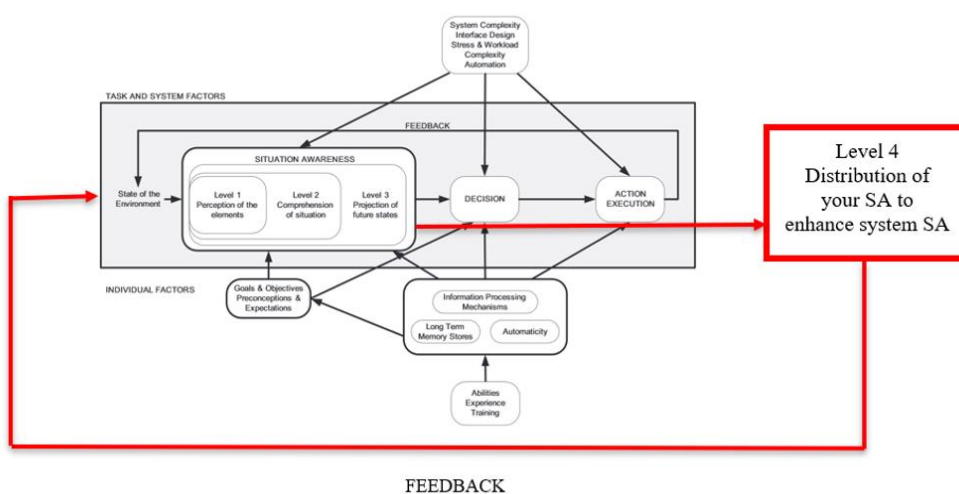 System Complexity
Interface Design
Stress & Workload
Complexity
Automation
TASK AND SYSTEM FACTORS
FEEDBACK
SITUATION AWARENESS
State of the
Environment
Level 1
Perception of the
elements
Level 2
Comprehension
of situation
Level 3
Projection of
future states
DECISION
ACTION
EXECUTION
Level 4
Distribution of
your SA to
enhance system SA
INDIVIDUAL FACTORS
Goals & Objectives
Preconceptions &
Expectations
Information Processing
Mechanisms
Long Term
Memory Stores
Automaticity
Abilities
Experience
Training
FEEDBACK